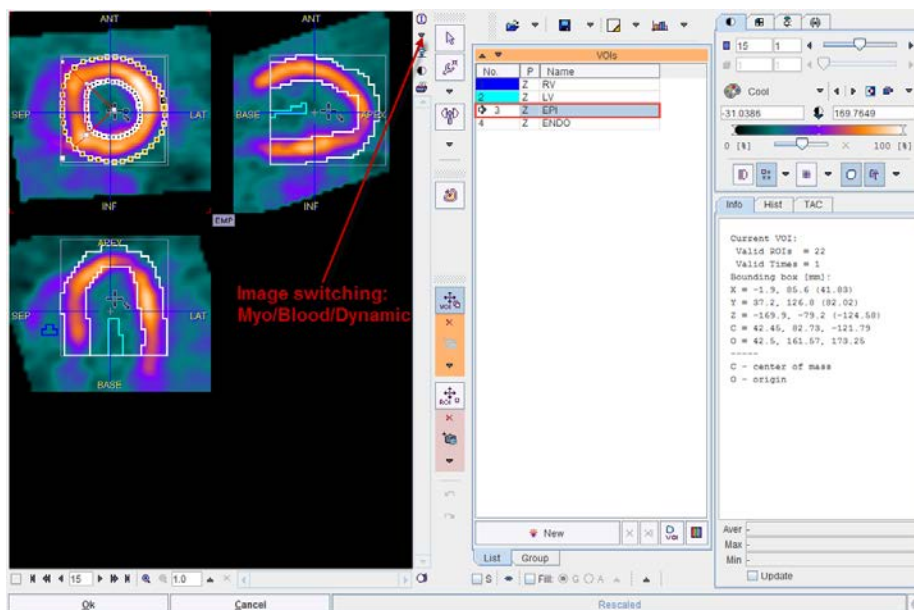 ANT
SEP
LAT
INF
ANT
BASE
APEX
INF
EMP
APEX
SEP
LAT
BASE
Image switching:
Myo/Blood/Dynamic
15
1.0
VOIs
No. P Name
Z RV
2 Z LV
3 Z EPI
4 Z ENDO
New
VOI
ROI
VOI
List Group
S Fill: G O A
15 1
1 1
Cool
-31.0386 169.7649
0 [%] 100 [%]
Info Hist TAC
Current VOI:
Valid ROIs = 22
Valid Times = 1
Bounding box [mm]:
X = -1.9, 85.6 (41.83)
Y = 37.2, 126.8 (82.02)
Z = -169.9, -79.2 (-124.58)
C = 42.45, 82.73, -121.79
O = 42.5, 161.57, 173.25
-----
C - center of mass
O - origin
Aver -
Max -
Min -
Update
Ok Cancel Rescaled